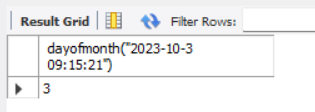 Result Grid Filter Rows:
dayofmonth("2023-10-3
09:15:21")
3